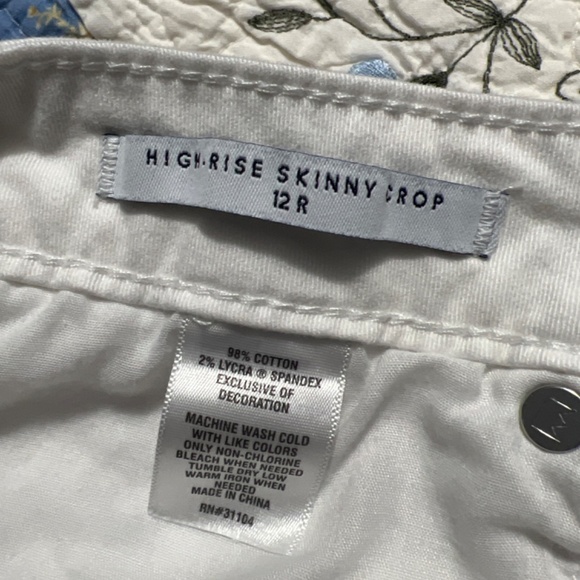 HIGH-RISE SKINNY CROP
12 R
98% COTTON
2% LYCRA ® SPANDEX
EXCLUSIVE OF
DECORATION
MACHINE WASH COLD
WITH LIKE COLORS
ONLY NON-CHLORINE
BLEACH WHEN NEEDED
TUMBLE DRY LOW
WARM IRON WHEN
NEEDED
MADE IN CHINA
RN#31104